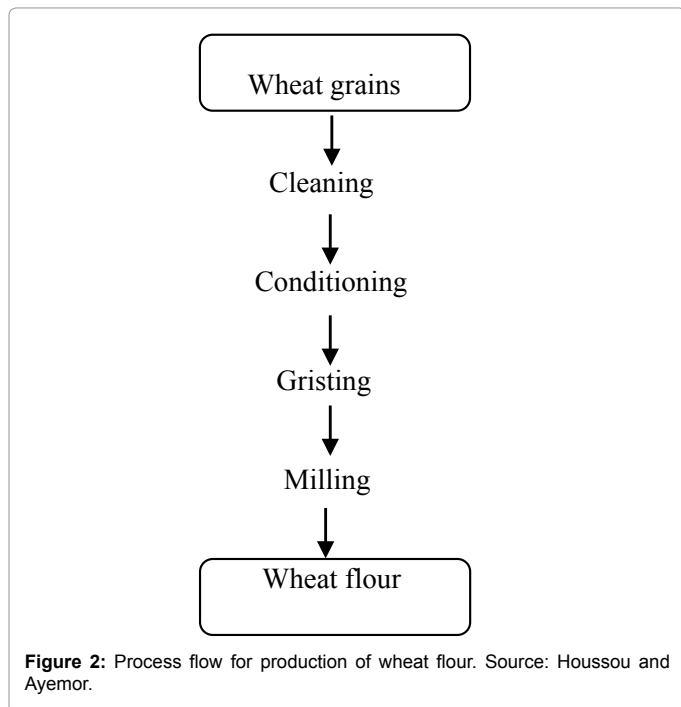 Wheat grains
Cleaning
Conditioning
Gristing
Milling
Wheat flour
Figure 2: Process flow for production of wheat flour. Source: Houssou and
Ayemor.